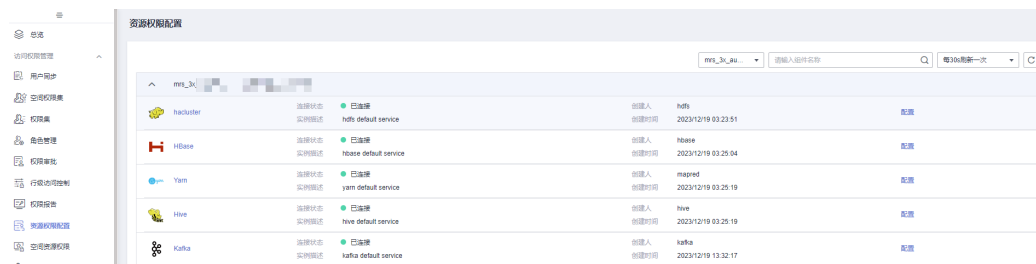 资源权限配置
总览
访问权限管理
用户同步
空间权限集
权限集
角色管理
权限审批
行级访问控制
权限报告
资源权限配置
空间资源权限
mrs_3x_au... 请输入组件名称 每30s刷新一次
mrs_3x
hacluster 连接状态 已连接 创建人 hdfs 配置
实例描述 hdfs default service 创建时间 2023/12/19 03:23:51
HBase 连接状态 已连接 创建人 hbase 配置
实例描述 hbase default service 创建时间 2023/12/19 03:25:04
Yarn 连接状态 已连接 创建人 mapred 配置
实例描述 yarn default service 创建时间 2023/12/19 03:25:19
Hive 连接状态 已连接 创建人 hive 配置
实例描述 hive default service 创建时间 2023/12/19 03:25:19
Kafka 连接状态 已连接 创建人 kafka 配置
实例描述 kafka default service 创建时间 2023/12/19 13:32:17